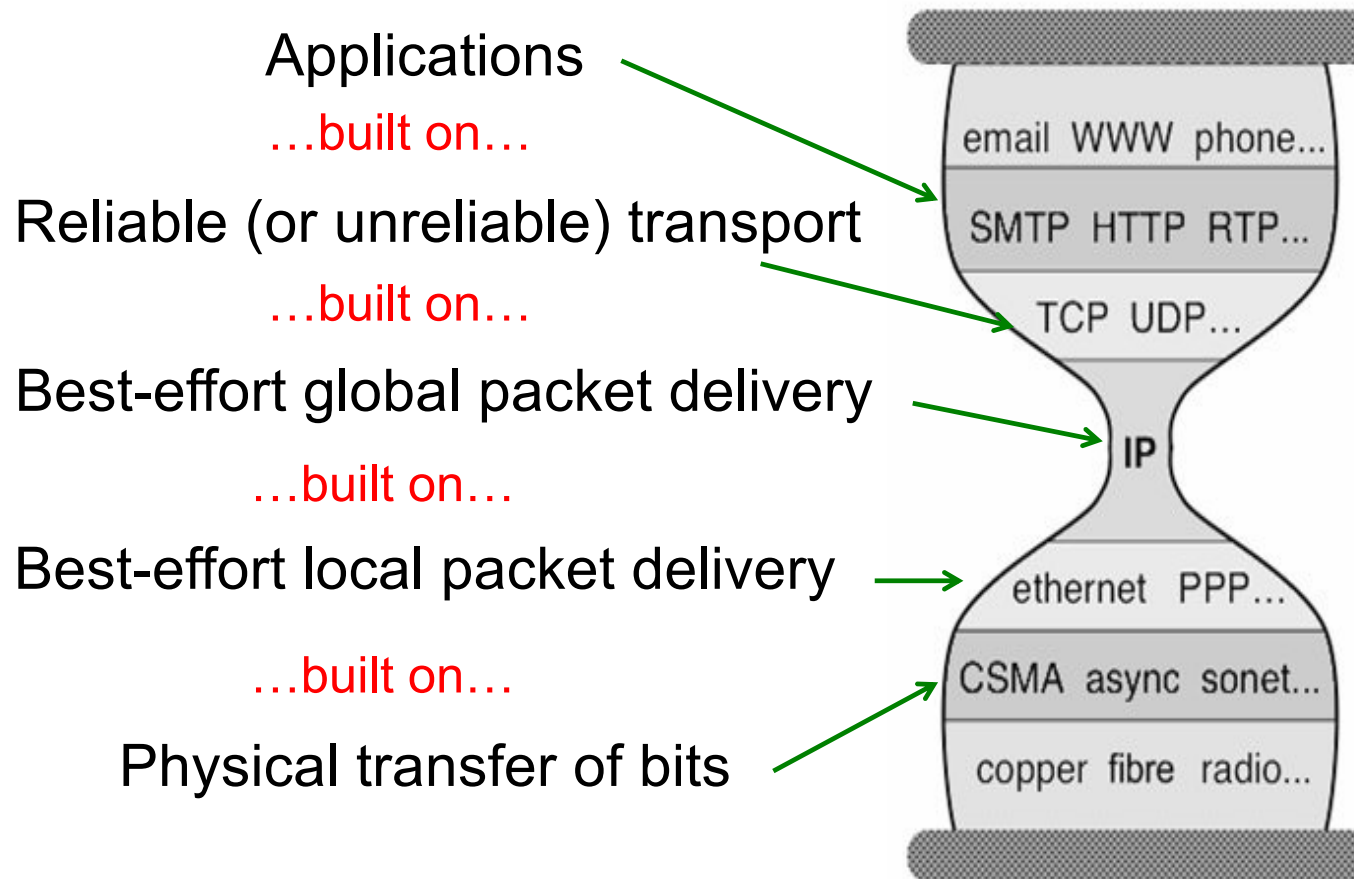 Applications
…built on…
Reliable (or unreliable) transport
…built on…
Best-effort global packet delivery
…built on…
Best-effort local packet delivery
…built on…
Physical transfer of bits
email WWW phone...
SMTP HTTP RTP...
TCP UDP...
IP
ethernet PPP...
CSMA async sonet...
copper fibre radio...